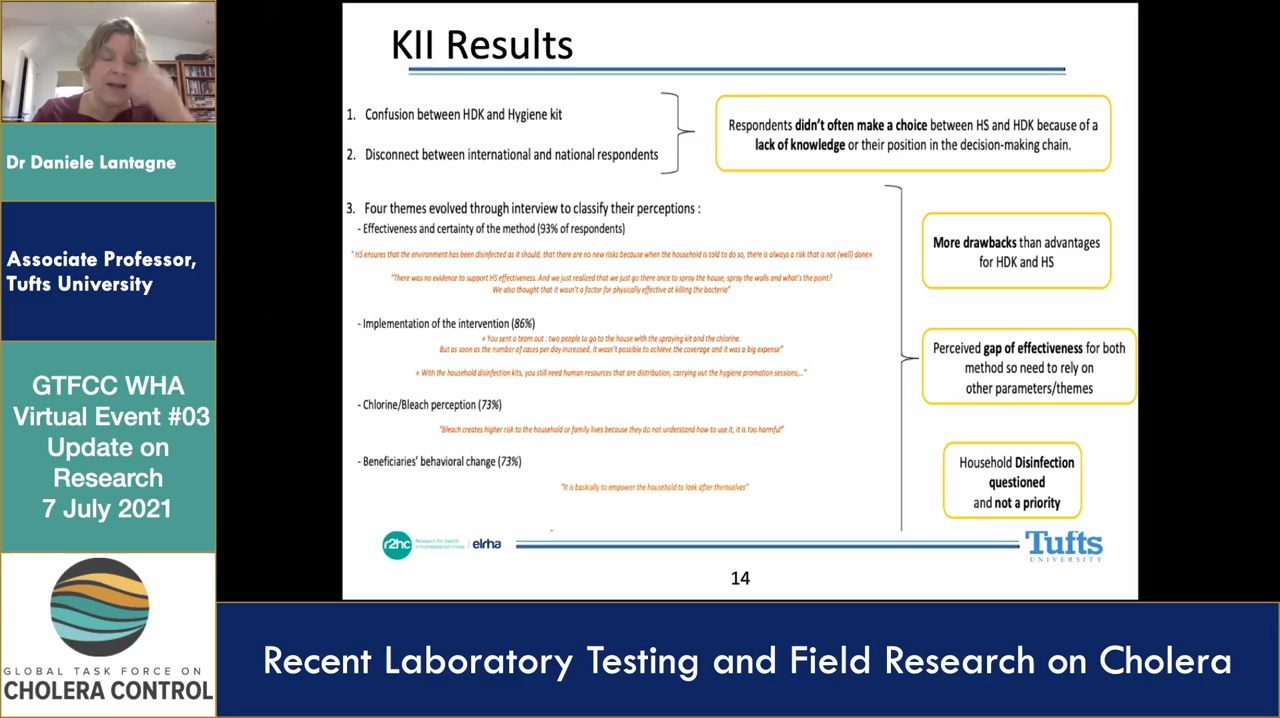 Dr Daniele Lantagne
Associate Professor,
Tufts University
GTFCC WHA
Virtual Event #03
Update on
Research
7 July 2021
GLOBAL TASK FORCE ON
CHOLERA CONTROL
KII Results
1. Confusion between HDK and Hygiene kit
2. Disconnect between international and national respondents
Respondents didn't often make a choice between HS and HDK because of a
lack of knowledge or their position in the decision-making chain.
3. Four themes evolved through interview to classify their perceptions :
- Effectiveness and certainty of the method (93% of respondents)
" HS ensures that the environment has been disinfected as it should, that there are no new risks because when the household is told to do so, there is always a risk that is not (well) done»
"There was no evidence to support HS effectiveness. And we just realized that we just go there once to spray the house, spray the walls and what's the point?
We also thought that it wasn't a factor for physically effective at killing the bacteria"
- Implementation of the intervention (86%)
« You sent a team out : two people to go to the house with the spraying kit and the chlorine.
But as soon as the number of cases per day increased, it wasn't possible to achieve the coverage and it was a big expense"
« With the household disinfection kits, you still need human resources that are distribution, carrying out the hygiene promotion sessions,..."
- Chlorine/Bleach perception (73%)
"Bleach creates higher risk to the household or family lives because they do not understand how to use it, it is too harmful"
- Beneficiaries' behavioral change (73%)
"It is basically to empower the household to look after themselves"
More drawbacks than advantages
for HDK and HS
Perceived gap of effectiveness for both
method so need to rely on
other parameters/themes
Household Disinfection
questioned
and not a priority
r2hc
elrha
Tufts
UNIVERSITY
14
Recent Laboratory Testing and Field Research on Cholera